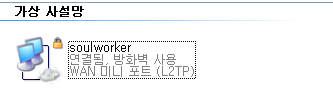 가상 사설망
soulworker
연결됨, 방화벽 사용
WAN 미니 포트 (L2TP)